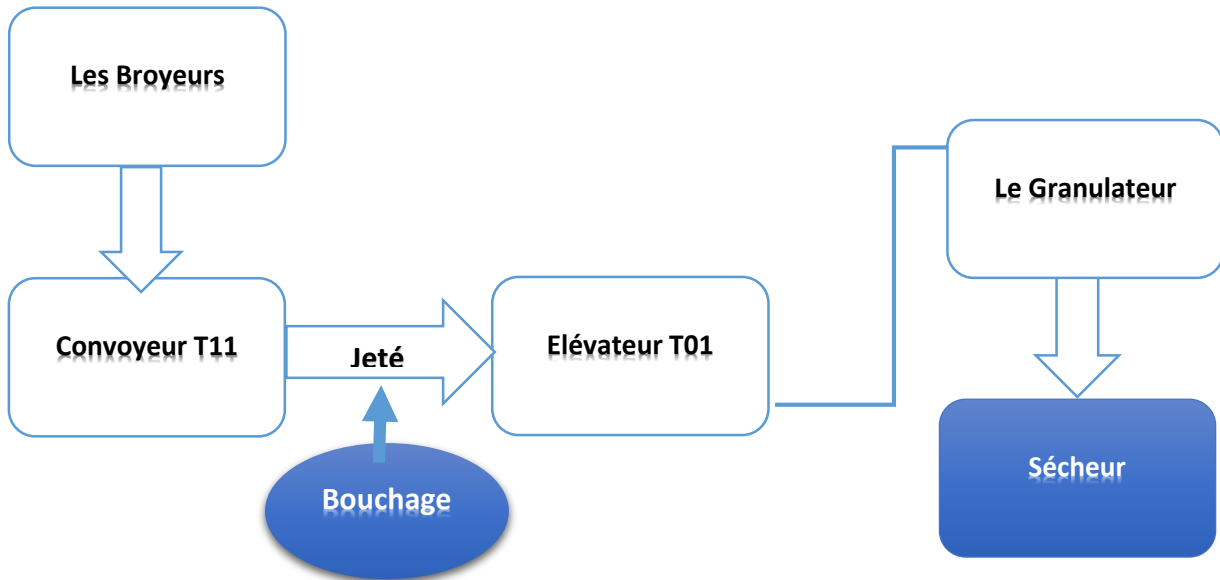 Les Broyeurs
Convoyeur T11
Jeté
Elévateur T01
Bouchage
Le Granulateur
Sécheur